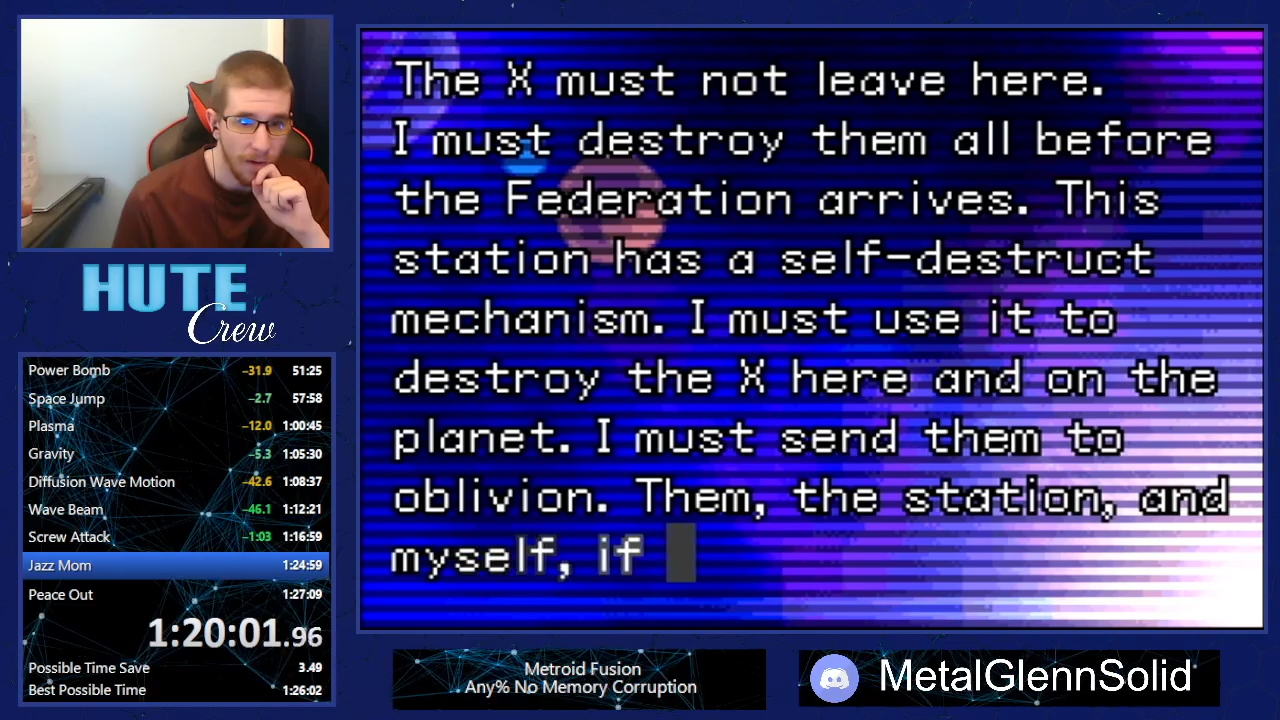 The X must not leave here.
I must destroy them all before
the Federation arrives. This
station has a self-destruct
mechanism. I must use it to
destroy the X here and on the
planet. I must send them to
oblivion. Them, the station, and
myself, if
HUTE
Crew
Power Bomb -31.9 51:25
Space Jump -2.7 57:58
Plasma -12.0 1:00:45
Gravity -5.3 1:05:30
Diffusion Wave Motion -42.6 1:08:37
Wave Beam -46.1 1:12:21
Screw Attack -1:03 1:16:59
Jazz Mom 1:24:59
Peace Out 1:27:09
1:20:01.96
Possible Time Save 3.49
Best Possible Time 1:26:02
Metroid Fusion
Any% No Memory Corruption
MetalGlennSolid